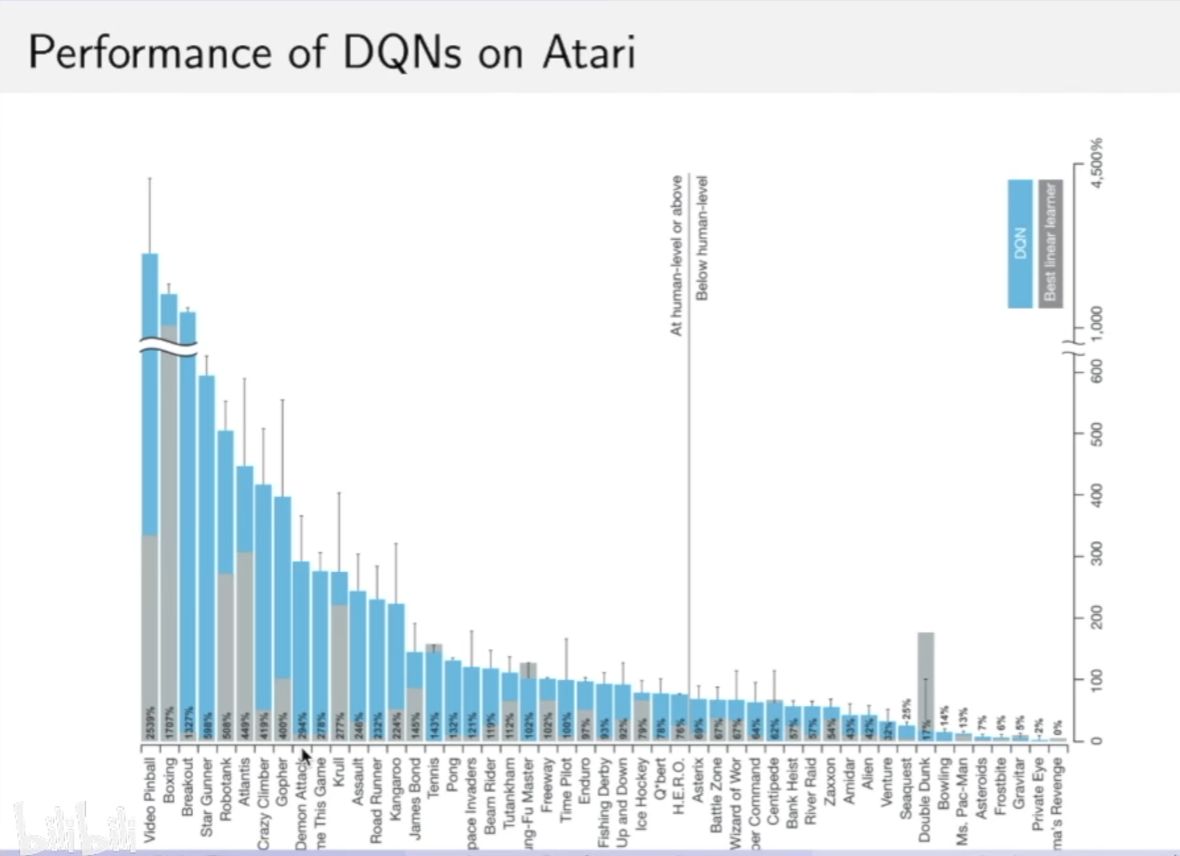 Performance of DQNs on Atari
At human-level or above
Below human-level
DQN
Best linear learner
4,500%
1,000
600
500
400
300
200
100
0
2539%
1707%
1327%
598%
508%
449%
419%
400%
294%
278%
277%
246%
232%
224%
145%
143%
132%
121%
119%
112%
102%
102%
100%
97%
93%
92%
79%
78%
76%
69%
67%
67%
64%
62%
57%
57%
54%
43%
42%
32%
25%
17%
14%
13%
7%
6%
5%
2%
0%
Video Pinball
Boxing
Breakout
Star Gunner
Robotank
Atlantis
Crazy Climber
Gopher
Demon Attack
me This Game
Krull
Assault
Road Runner
Kangaroo
James Bond
Tennis
Pong
pace Invaders
Beam Rider
Tutankham
ung-Fu Master
Freeway
Time Pilot
Enduro
Fishing Derby
Up and Down
Ice Hockey
Q*bert
H.E.R.O.
Asterix
Battle Zone
Wizard of Wor
per Command
Centipede
Bank Heist
River Raid
Zaxxon
Amidar
Alien
Venture
Seaquest
Double Dunk
Bowling
Ms. Pac-Man
Asteroids
Frostbite
Gravitar
Private Eye
ma's Revenge
bilibili